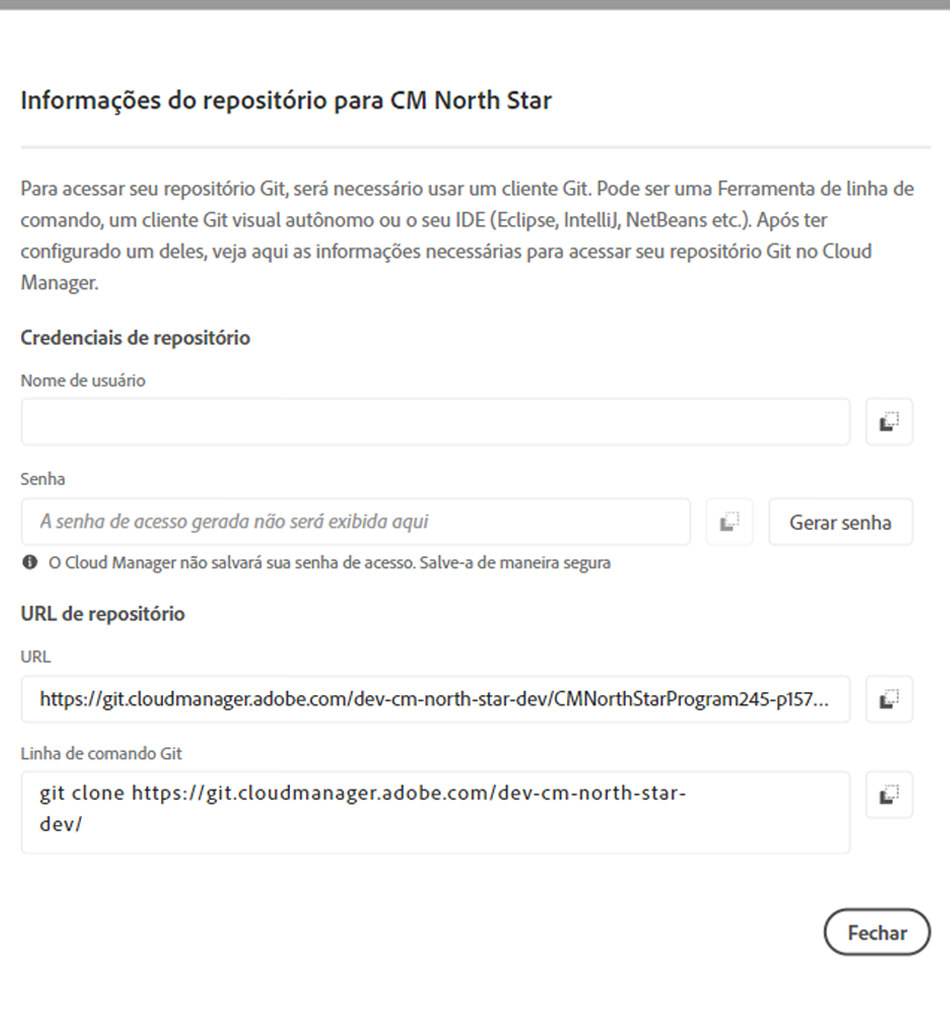 Informações do repositório para CM North Star
Para acessar seu repositório Git, será necessário usar um cliente Git. Pode ser uma Ferramenta de linha de
comando, um cliente Git visual autônomo ou o seu IDE (Eclipse, IntelliJ, NetBeans etc.). Após ter
configurado um deles, veja aqui as informações necessárias para acessar seu repositório Git no Cloud
Manager.
Credenciais de repositório
Nome de usuário
Senha
A senha de acesso gerada não será exibida aqui
Gerar senha
O Cloud Manager não salvará sua senha de acesso. Salve-a de maneira segura
URL de repositório
URL
https://git.cloudmanager.adobe.com/dev-cm-north-star-dev/CMNorthStarProgram245-p157...
Linha de comando Git
git clone https://git.cloudmanager.adobe.com/dev-cm-north-star-
dev/
Fechar